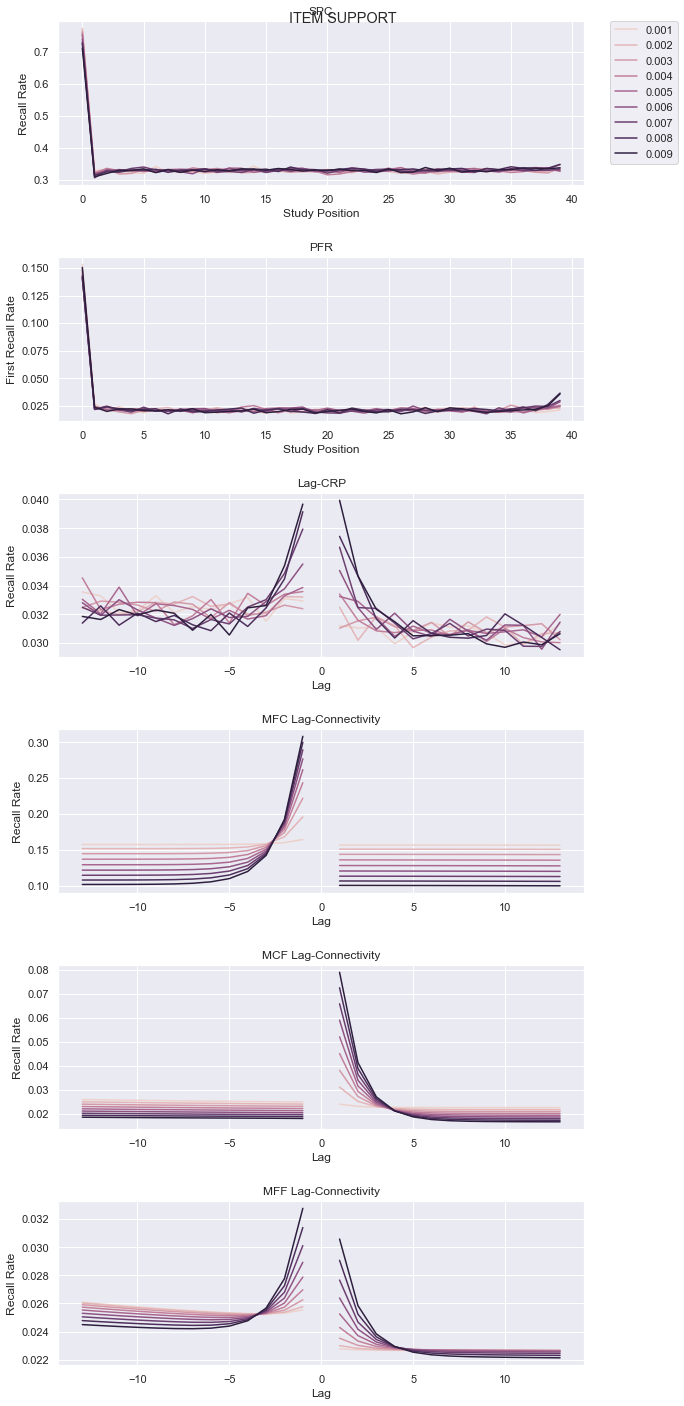 SPC
ITEM SUPPORT
0.7
0.6
0.5
0.4
0.3
Recall Rate
0 5 10 15 20 25 30 35 40
Study Position
0.001
0.002
0.003
0.004
0.005
0.006
0.007
0.008
0.009
PFR
0.150
0.125
0.100
0.075
0.050
0.025
First Recall Rate
0 5 10 15 20 25 30 35 40
Study Position
Lag-CRP
0.040
0.038
0.036
0.034
0.032
0.030
Recall Rate
−10 −5 0 5 10
Lag
MFC Lag-Connectivity
0.30
0.25
0.20
0.15
0.10
Recall Rate
−10 −5 0 5 10
Lag
MCF Lag-Connectivity
0.08
0.07
0.06
0.05
0.04
0.03
0.02
Recall Rate
−10 −5 0 5 10
Lag
MFF Lag-Connectivity
0.032
0.030
0.028
0.026
0.024
0.022
Recall Rate
−10 −5 0 5 10
Lag